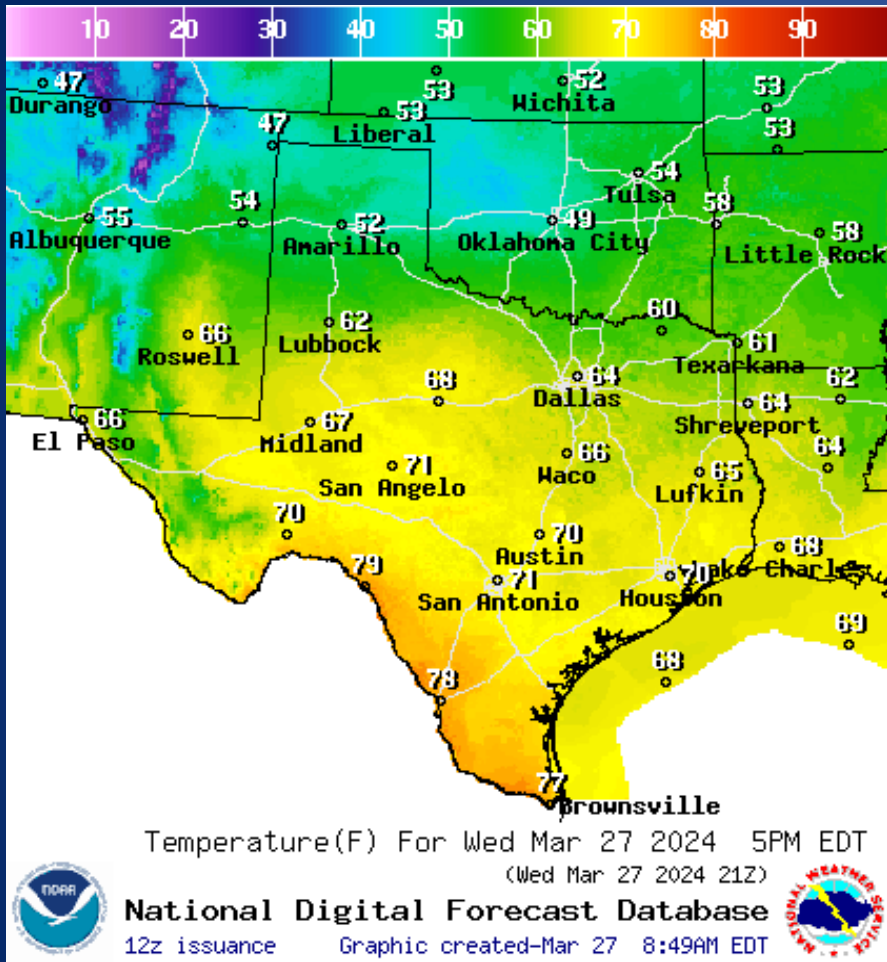 10 20 30 40 50 60 70 80 90
47
Durango
53
52
Wichita
53
53
Liberal
47
53
54
Tulsa
55
Albuquerque
54
52
Amarillo
49
Oklahoma City
58
58
Little Rock
66
Roswell
62
Lubbock
60
61
Texarkana
68
64
Dallas
62
64
Shreveport
66
El Paso
67
Midland
71
San Angelo
66
Waco
65
Lufkin
64
70
70
Austin
68
Lake Charles
79
71
San Antonio
70
Houston
69
68
78
77
Brownsville
Temperature(F) For Wed Mar 27 2024 5PM EDT
(Wed Mar 27 2024 21Z)
NOAA
National Digital Forecast Database
12z issuance Graphic created-Mar 27 8:49AM EDT
NATIONAL WEATHER SERVICE